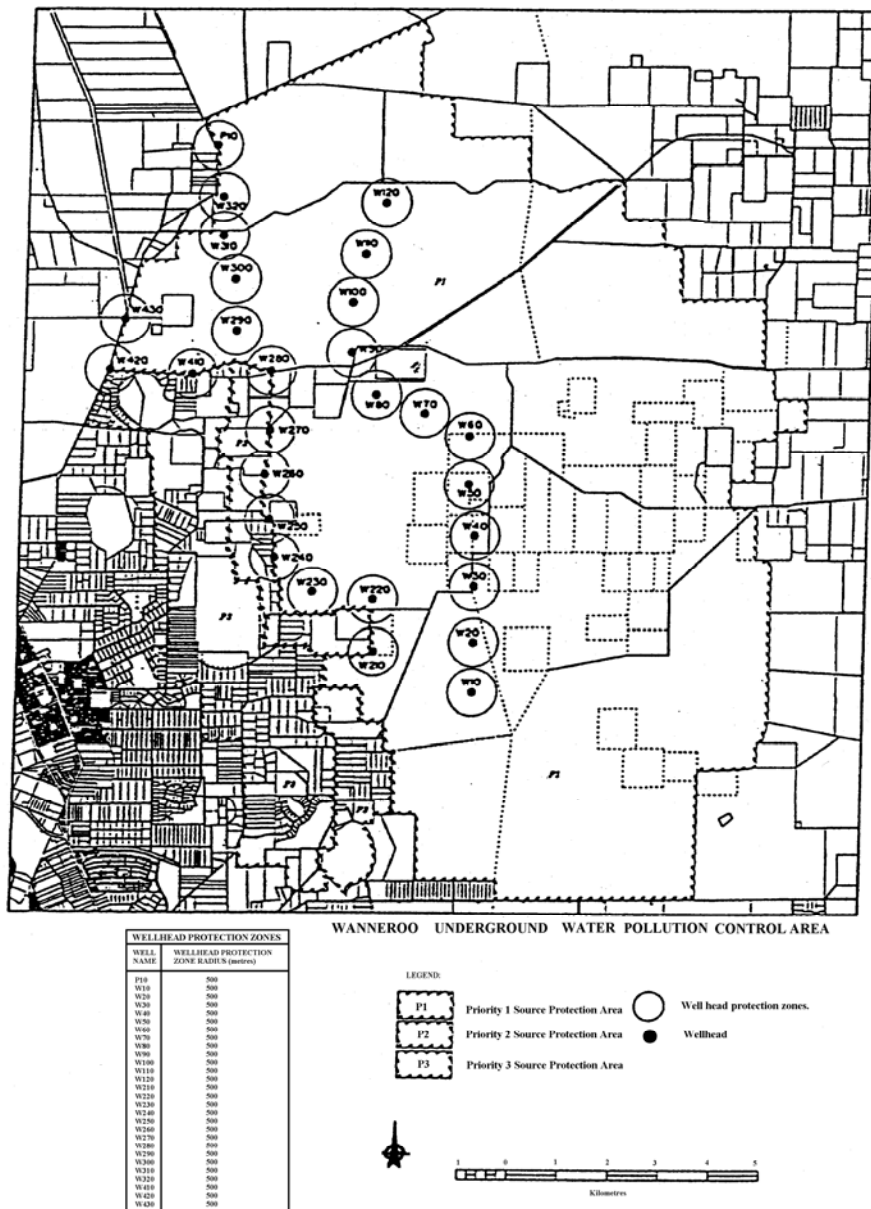 P10
W320
W310
W120
W110
W300
P1
W100
W430
W290
W90
W420
W410
W280
W80
W70
W270
W60
W260
W50
W250
W40
W240
W230
W220
W30
W20
W210
W10
P2
P3
WANNEROO UNDERGROUND WATER POLLUTION CONTROL AREA
WELLHEAD PROTECTION ZONES
WELL NAME
WELLHEAD PROTECTION ZONE RADIUS (metres)
P10 500
W10 500
W20 500
W30 500
W40 500
W50 500
W60 500
W70 500
W80 500
W90 500
W100 500
W110 500
W120 500
W210 500
W220 500
W230 500
W240 500
W250 500
W260 500
W270 500
W280 500
W290 500
W300 500
W310 500
W320 500
W410 500
W420 500
W430 500
LEGEND:
P1 Priority 1 Source Protection Area
Well head protection zones.
P2 Priority 2 Source Protection Area
Wellhead
P3 Priority 3 Source Protection Area
1 0 1 2 3 4 5
Kilometres